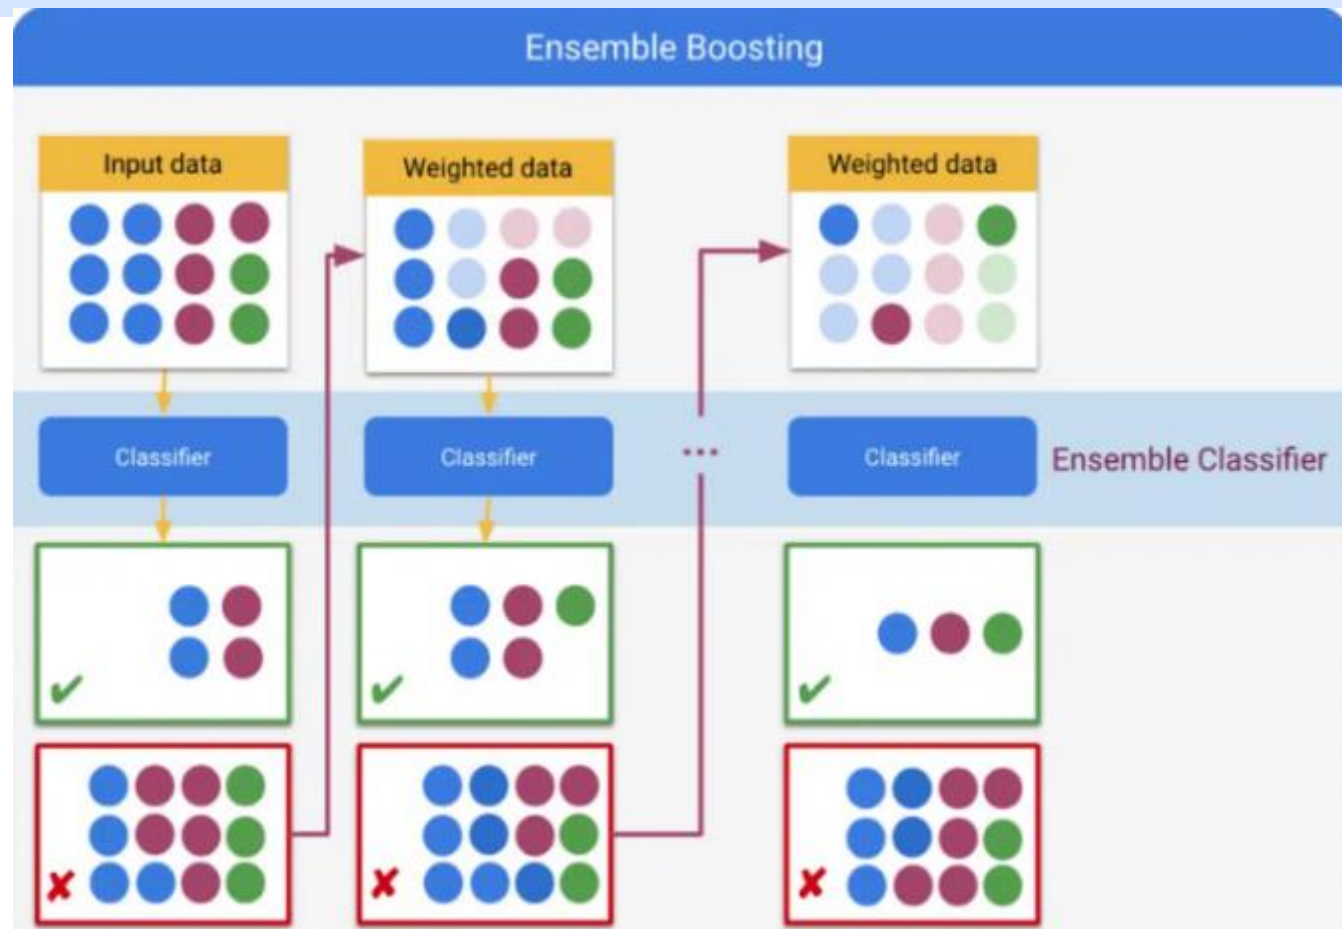 Ensemble Boosting
Input data
Weighted data
Weighted data
Classifier
Classifier
...
Classifier
Ensemble Classifier